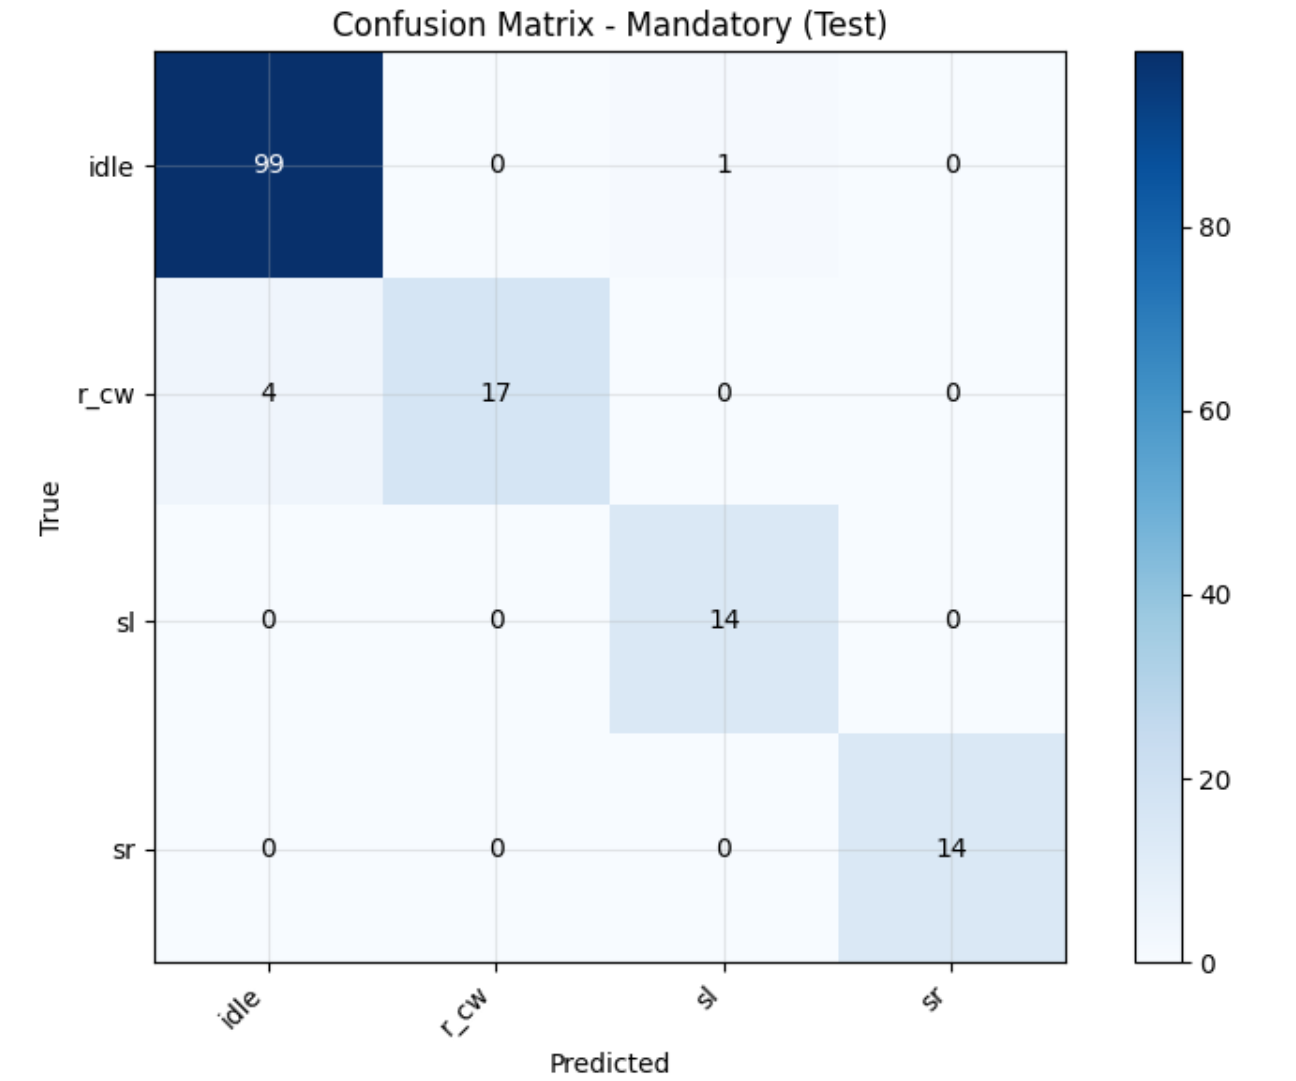 Confusion Matrix - Mandatory (Test)
idle 99 0 1 0
r_cw 4 17 0 0
sl 0 0 14 0
sr 0 0 0 14
idle r_cw sl sr
Predicted
True
80
60
40
20
0